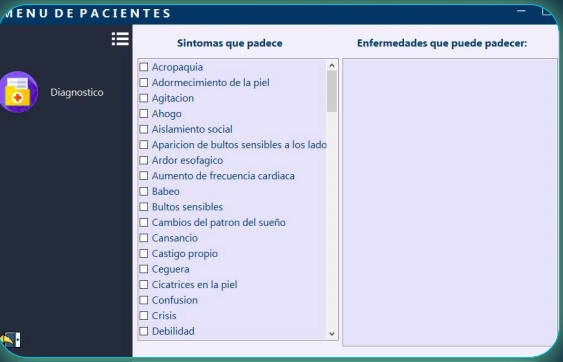 MENU DE PACIENTES
Sintomas que padece
Enfermedades que puede padecer:
Diagnostico
Acropaquia
Adormecimiento de la piel
Agitacion
Ahogo
Aislamiento social
Aparicion de bultos sensibles a los lado
Ardor esofagico
Aumento de frecuencia cardiaca
Babeo
Bultos sensibles
Cambios del patron del sueño
Cansancio
Castigo propio
Ceguera
Cicatrices en la piel
Confusion
Crisis
Debilidad